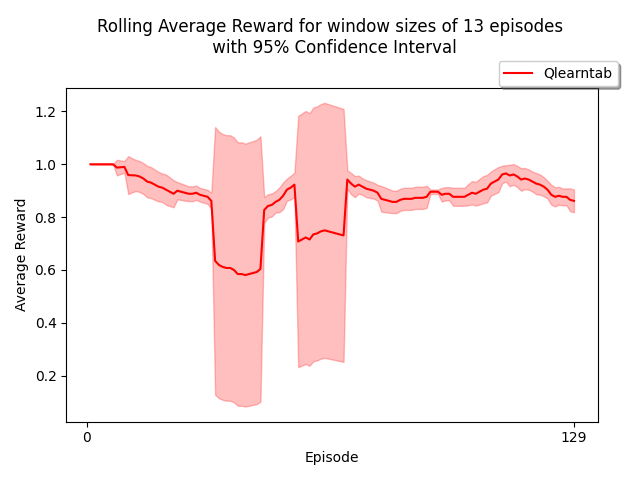 Rolling Average Reward for window sizes of 13 episodes
with 95% Confidence Interval
Qlearntab
Average Reward
1.2
1.0
0.8
0.6
0.4
0.2
0
129
Episode